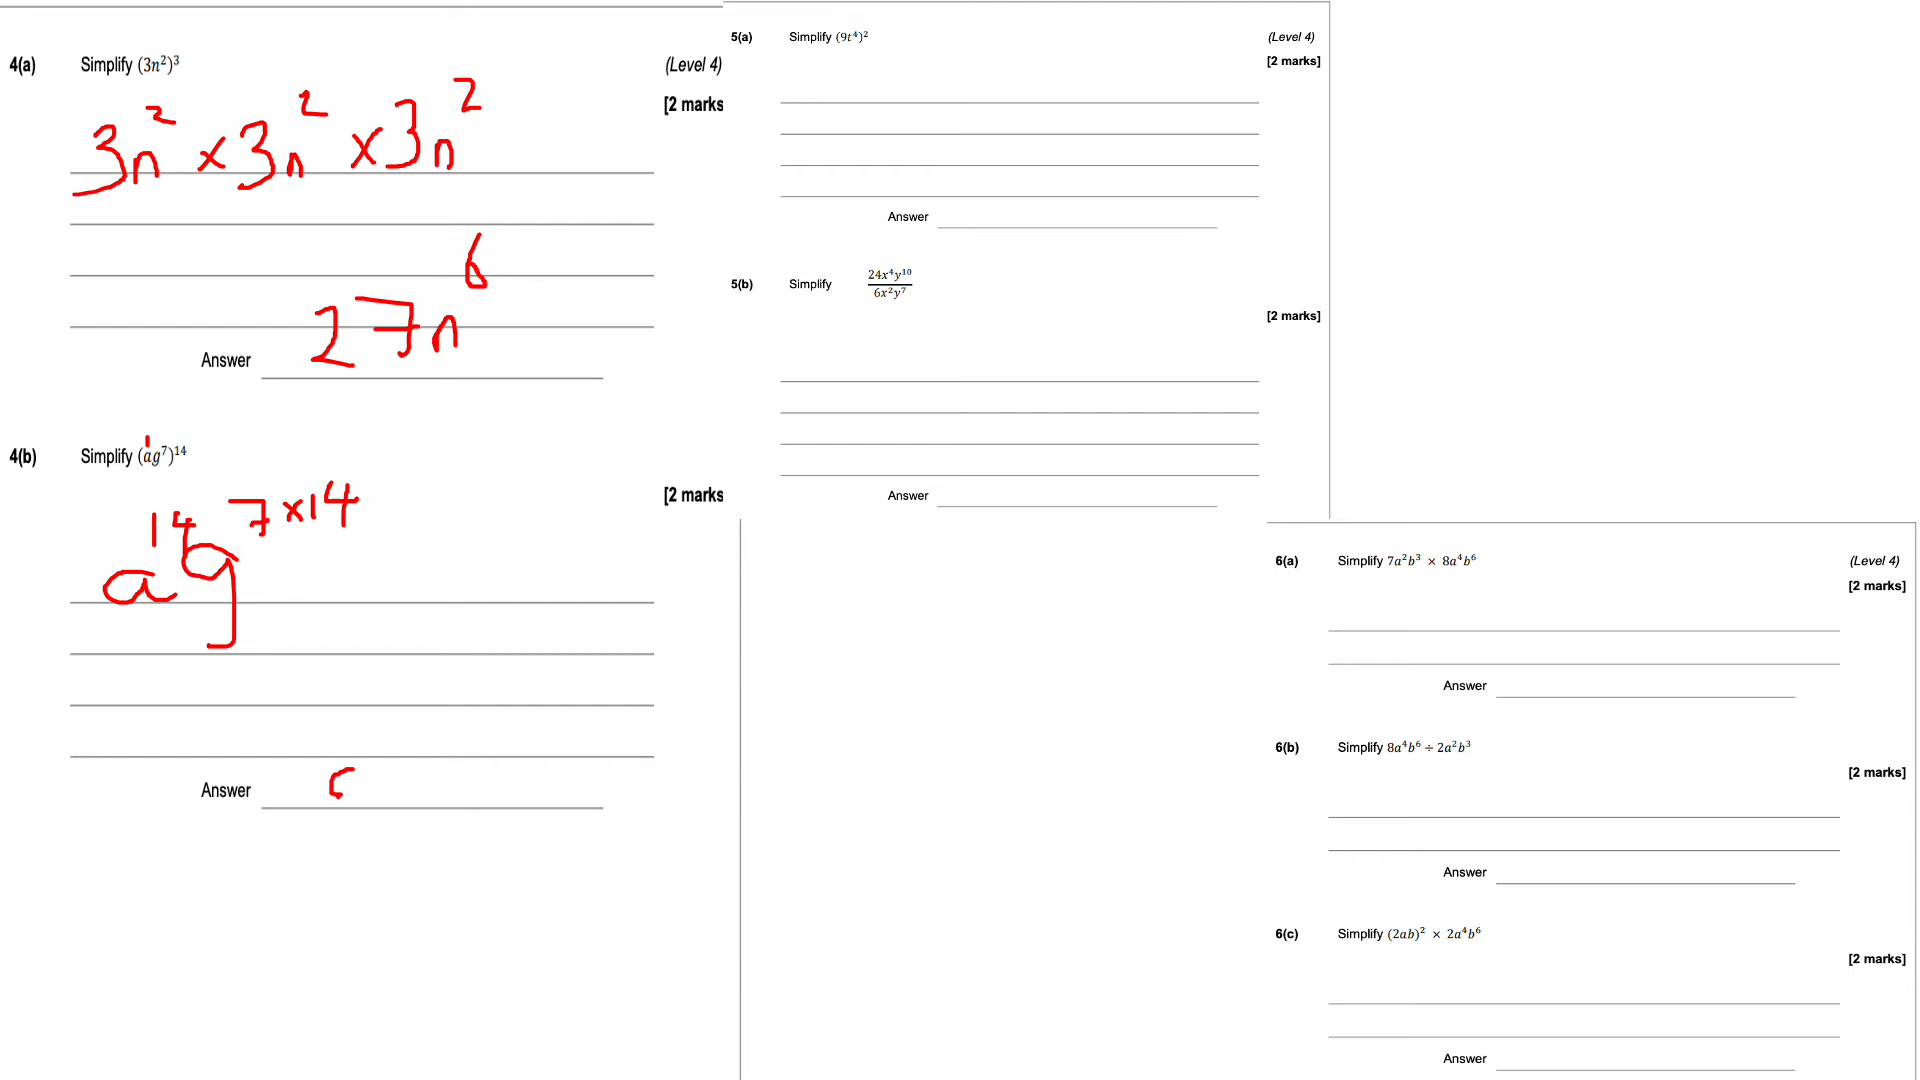 4(a) Simplify (3n²)³ (Level 4)
[2 marks
3n² × 3n² × 3n²
27n⁶
Answer
4(b) Simplify (ag⁷)¹⁴
1
[2 marks
a¹⁴g⁷ˣ¹⁴
Answer
5(a) Simplify (9t⁴)² (Level 4)
[2 marks]
Answer
5(b) Simplify 24x⁴y¹⁰
6x²y⁷
[2 marks]
Answer
6(a) Simplify 7a²b³ × 8a⁴b⁶ (Level 4)
[2 marks]
Answer
6(b) Simplify 8a⁴b⁶ ÷ 2a²b³
[2 marks]
Answer
6(c) Simplify (2ab)² × 2a⁴b⁶
[2 marks]
Answer